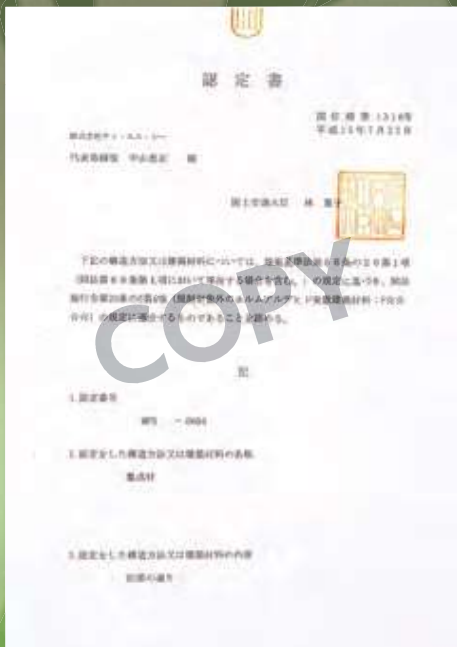 認定書
国住指第1314号
平成15年7月22日
株式会社ティ・エス・シー
代表取締役 中山 様
国土交通大臣 林 寛子
下記の構造方法又は建築材料については、建築基準法第68条の26第1項
(同法第88条第1項において準用する場合を含む。)の規定に基づき、同法
施行令第20条の5第4項(規制対象外のホルムアルデヒド発散建築材料:F☆☆
☆☆)の規定に適合するものであることを認める。
記
1.認定番号
MFN -0604
2.認定をした構造方法又は建築材料の名称
集成材
3.認定をした構造方法又は建築材料の内容
別添の通り
COPY